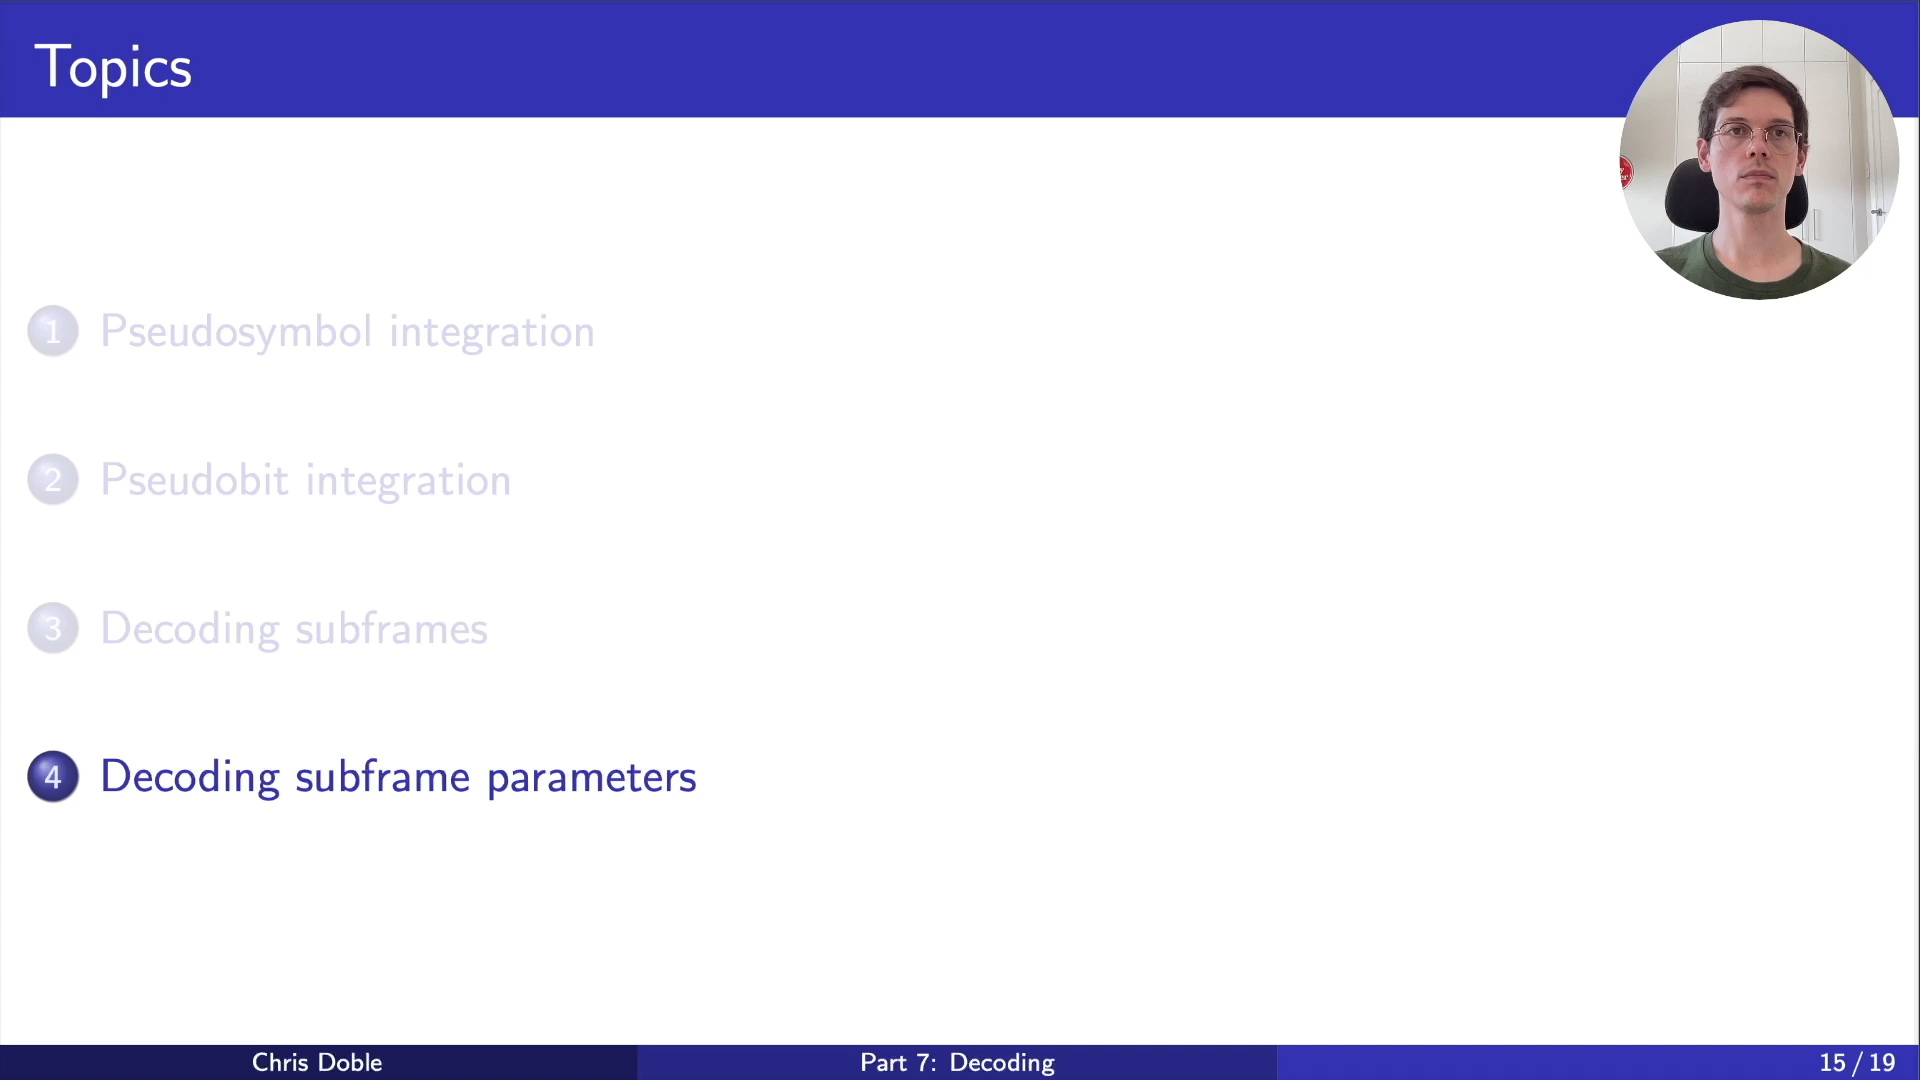 Topics
1 Pseudosymbol integration
2 Pseudobit integration
3 Decoding subframes
4 Decoding subframe parameters
Chris Doble
Part 7: Decoding
15 / 19